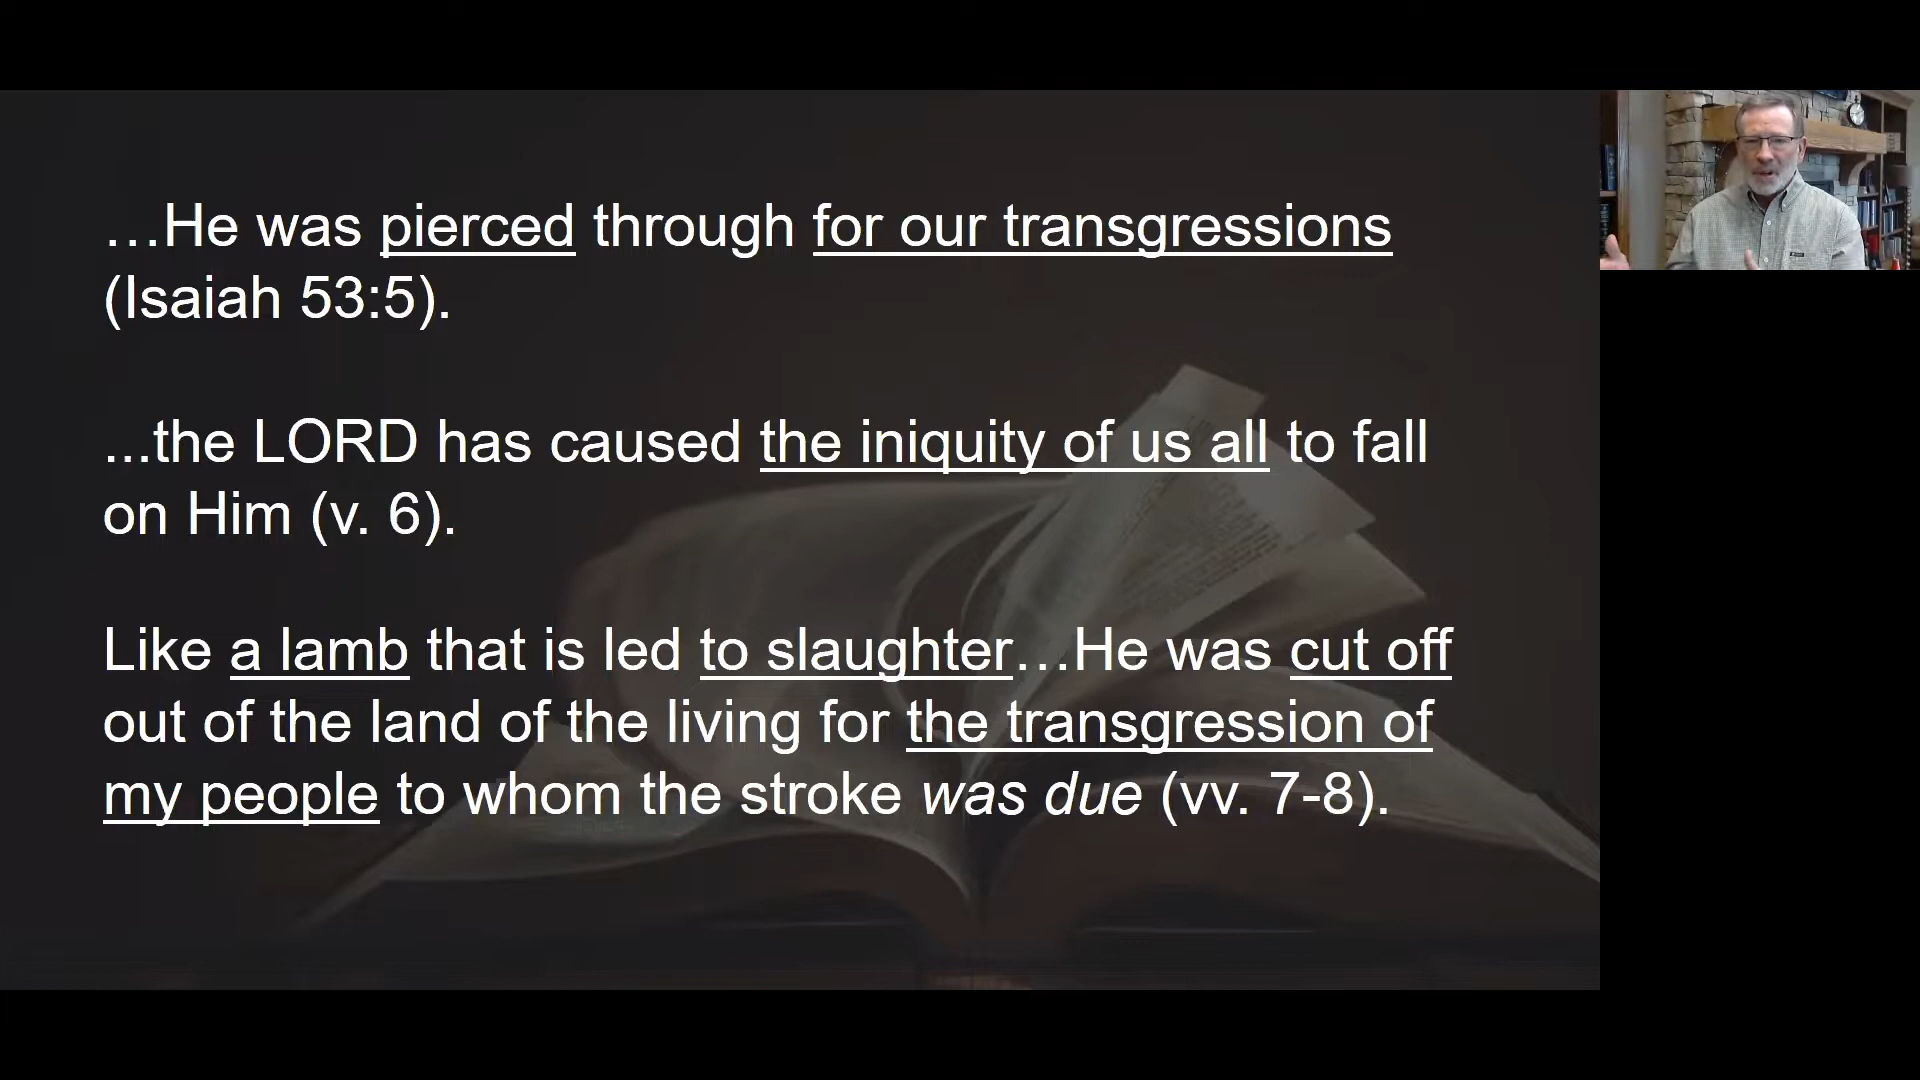 …He was pierced through for our transgressions
(Isaiah 53:5).
...the LORD has caused the iniquity of us all to fall
on Him (v. 6).
Like a lamb that is led to slaughter…He was cut off
out of the land of the living for the transgression of
my people to whom the stroke was due (vv. 7-8).